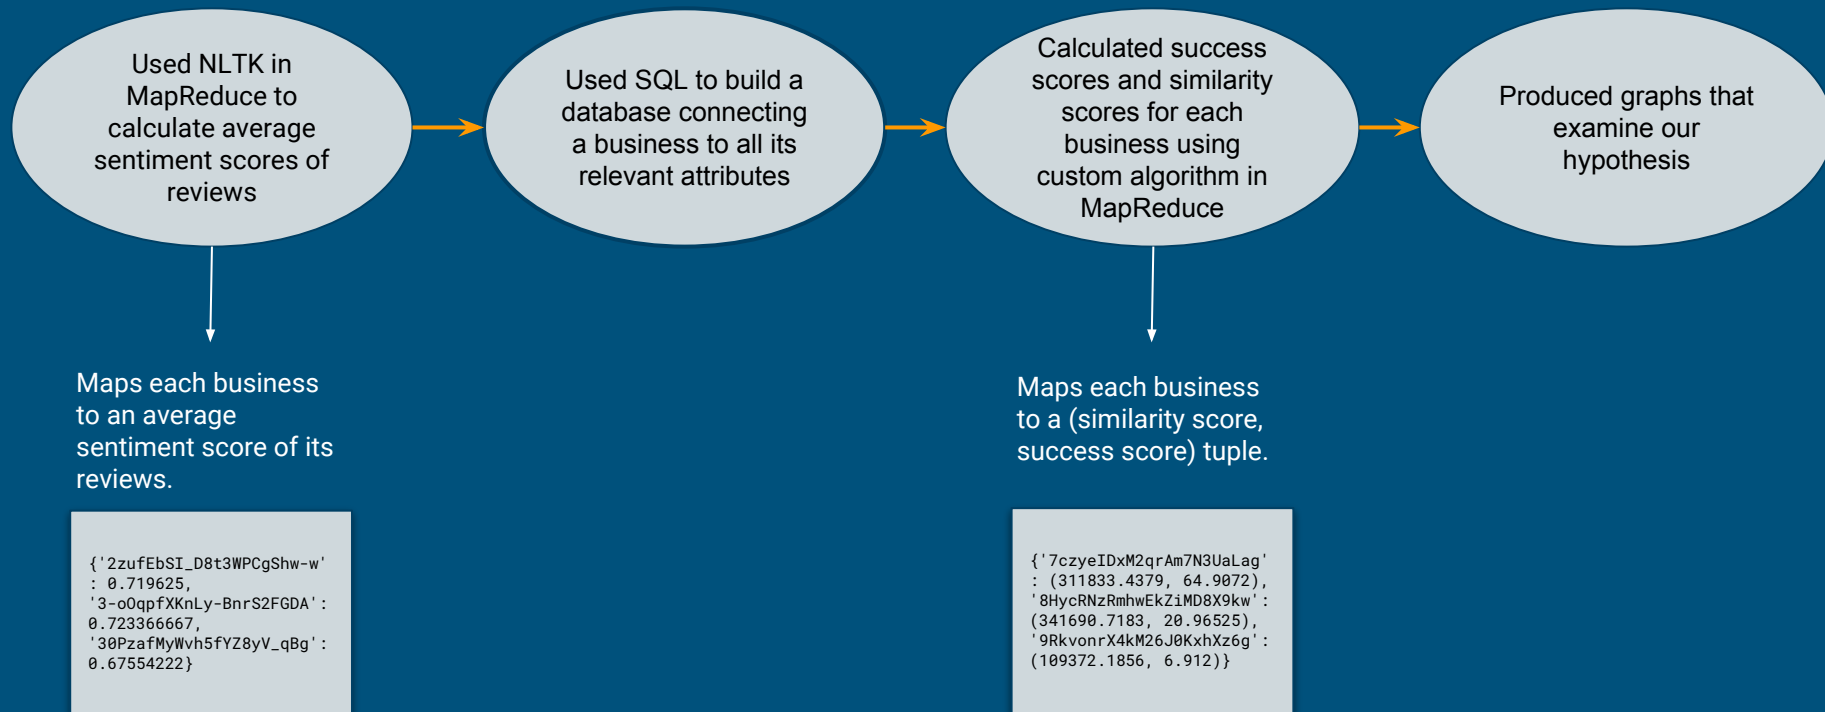 Used NLTK in
MapReduce to
calculate average
sentiment scores of
reviews
Used SQL to build a
database connecting
a business to all its
relevant attributes
Calculated success
scores and similarity
scores for each
business using
custom algorithm in
MapReduce
Produced graphs that
examine our
hypothesis
Maps each business
to an average
sentiment score of its
reviews.
{'2zufEbSI_D8t3WPCgShw-w'
: 0.719625,
'3-oOqpfXKnLy-BnrS2FGDA':
0.723366667,
'30PzafMyWvh5fYZ8yV_qBg':
0.67554222}
Maps each business
to a (similarity score,
success score) tuple.
{'7czyeIDxM2qrAm7N3UaLag'
: (311833.4379, 64.9072),
'8HycRNzRmhwEkZiMD8X9kw':
(341690.7183, 20.96525),
'9RkvonrX4kM26J0KxhXz6g':
(109372.1856, 6.912)}